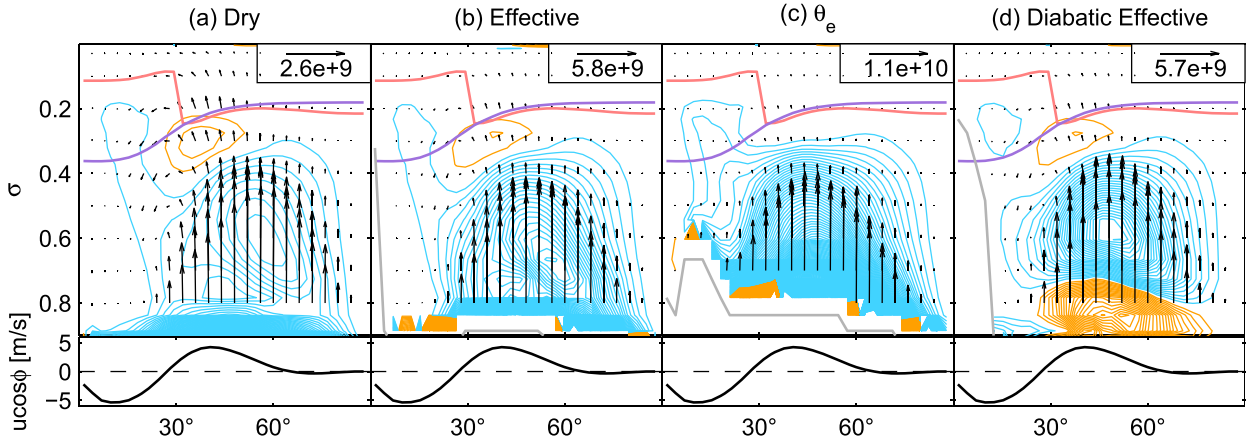 (a) Dry
(b) Effective
(c) θe
(d) Diabatic Effective
2.6e+9
5.8e+9
1.1e+10
5.7e+9
σ
0.2
0.4
0.6
0.8
ucosϕ [m/s]
5
0
−5
30° 60° 30° 60° 30° 60° 30° 60°